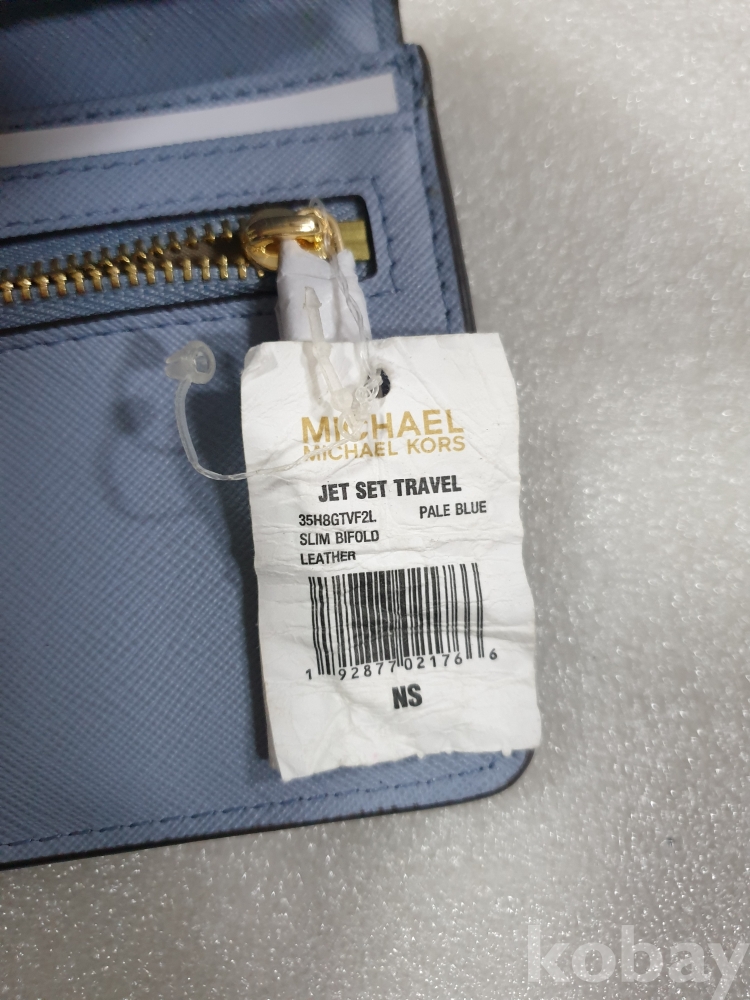 MICHAEL
MICHAEL KORS
JET SET TRAVEL
35H8GTVF2L PALE BLUE
SLIM BIFOLD
LEATHER
1 92877 02176 6
NS
kobay